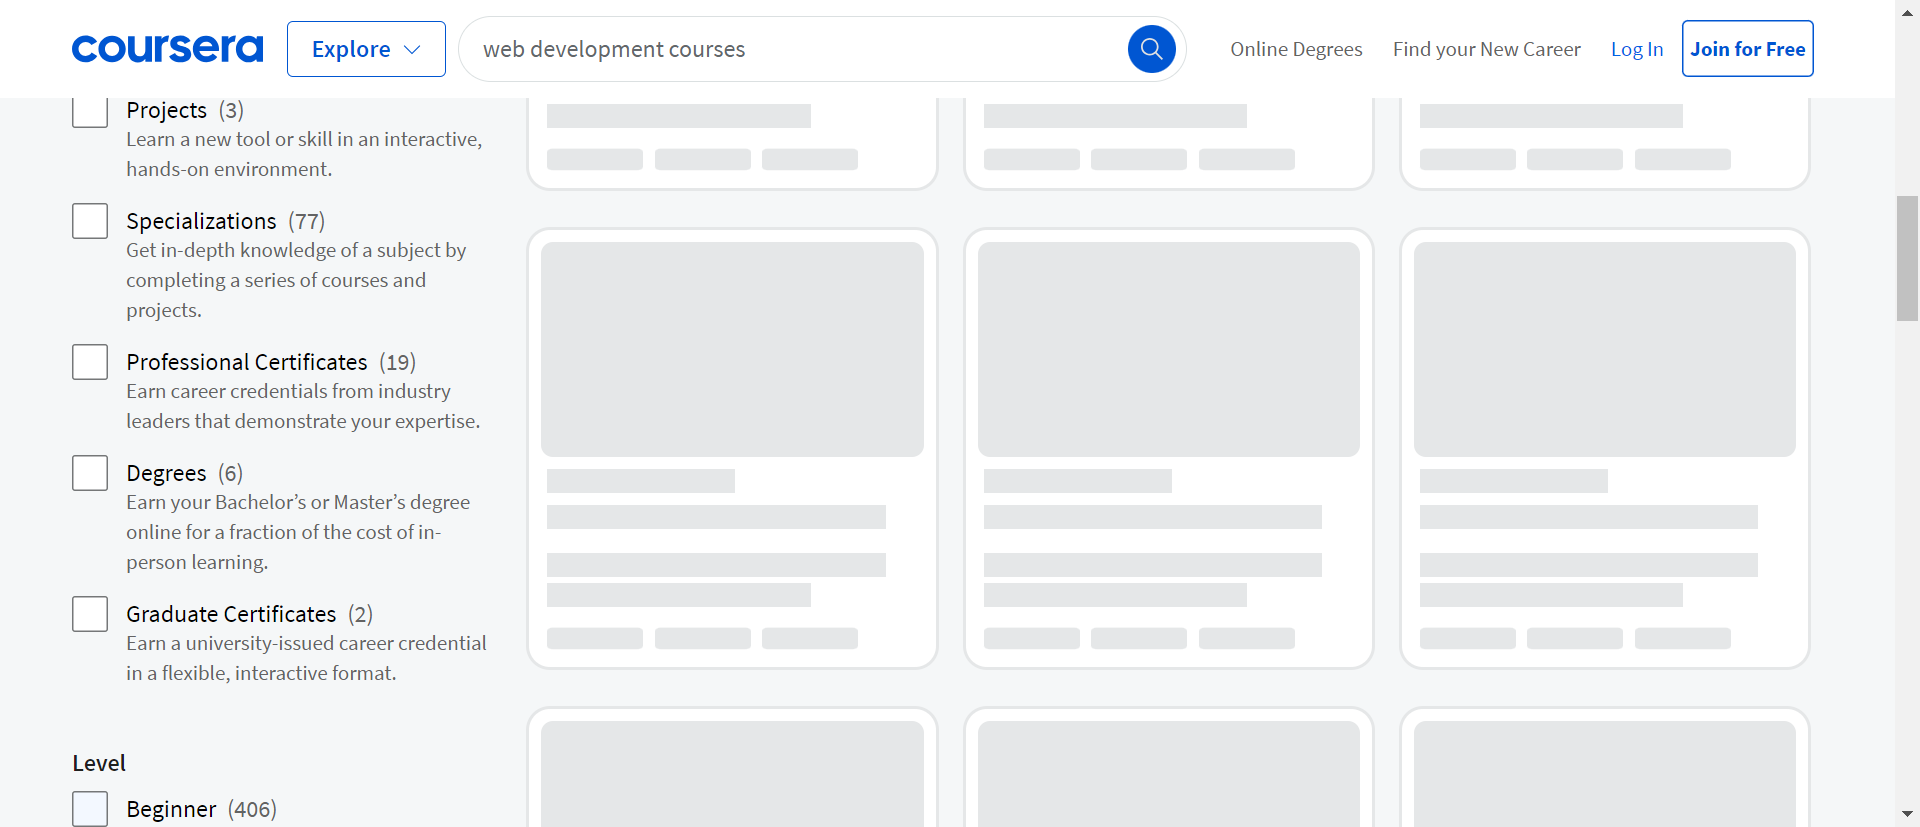 coursera
Explore
web development courses
Online Degrees
Find your New Career
Log In
Join for Free
Projects (3)
Learn a new tool or skill in an interactive,
hands-on environment.
Specializations (77)
Get in-depth knowledge of a subject by
completing a series of courses and
projects.
Professional Certificates (19)
Earn career credentials from industry
leaders that demonstrate your expertise.
Degrees (6)
Earn your Bachelor’s or Master’s degree
online for a fraction of the cost of in-
person learning.
Graduate Certificates (2)
Earn a university-issued career credential
in a flexible, interactive format.
Level
Beginner (406)